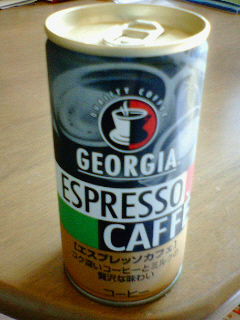 QUALITY COFFEE
GEORGIA
ESPRESSO
CAFFÈ
[エスプレッソカフェ]
コク深いコーヒーとミルクの
贅沢な味わい
コーヒー